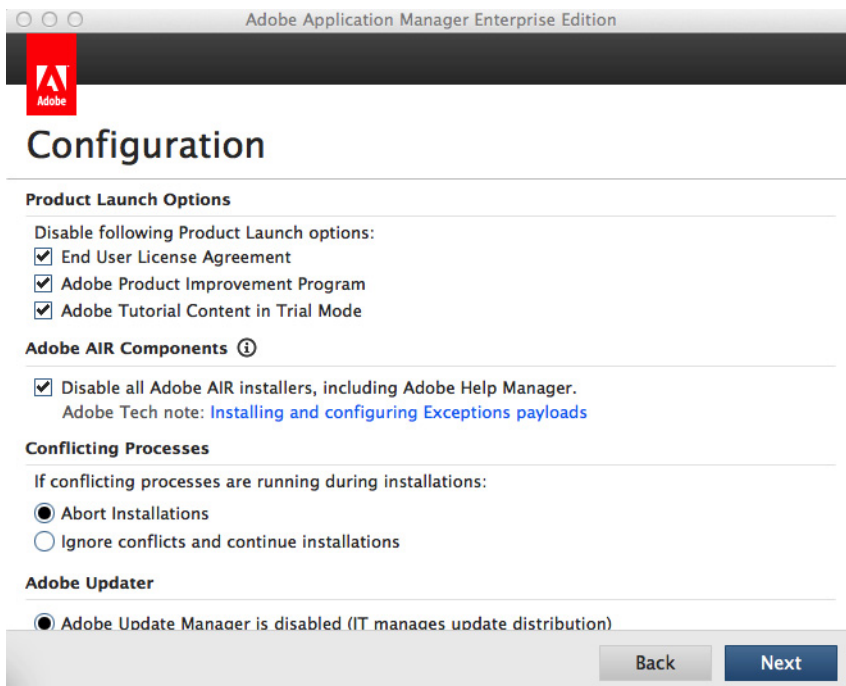 Adobe Application Manager Enterprise Edition
Adobe
Configuration
Product Launch Options
Disable following Product Launch options:
End User License Agreement
Adobe Product Improvement Program
Adobe Tutorial Content in Trial Mode
Adobe AIR Components
Disable all Adobe AIR installers, including Adobe Help Manager.
Adobe Tech note: Installing and configuring Exceptions payloads
Conflicting Processes
If conflicting processes are running during installations:
Abort Installations
Ignore conflicts and continue installations
Adobe Updater
Adobe Update Manager is disabled (IT manages update distribution)
Back Next